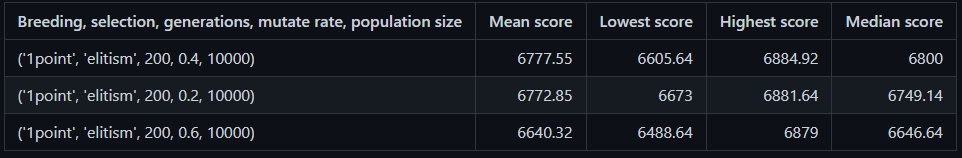 Breeding, selection, generations, mutate rate, population size Mean score Lowest score Highest score Median score
('1point', 'elitism', 200, 0.4, 10000) 6777.55 6605.64 6884.92 6800
('1point', 'elitism', 200, 0.2, 10000) 6772.85 6673 6881.64 6749.14
('1point', 'elitism', 200, 0.6, 10000) 6640.32 6488.64 6879 6646.64